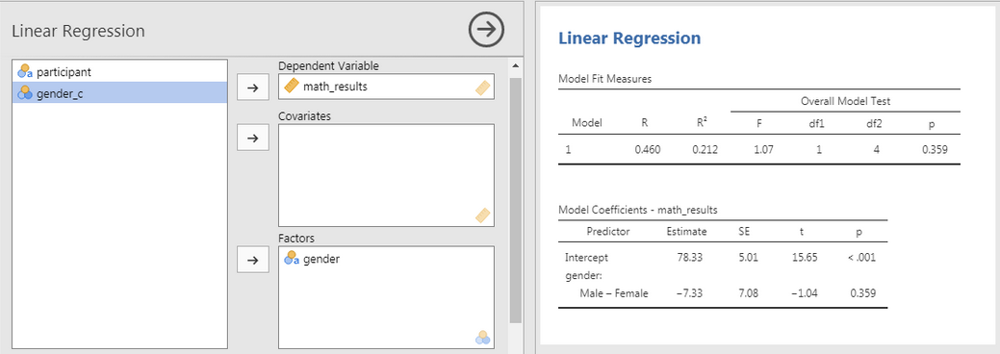 Linear Regression
participant
gender_c
Dependent Variable
math_results
Covariates
Factors
gender
Linear Regression
Model Fit Measures
Overall Model Test
Model R R² F df1 df2 p
1 0.460 0.212 1.07 1 4 0.359
Model Coefficients - math_results
Predictor Estimate SE t p
Intercept 78.33 5.01 15.65 < .001
gender:
Male – Female −7.33 7.08 −1.04 0.359